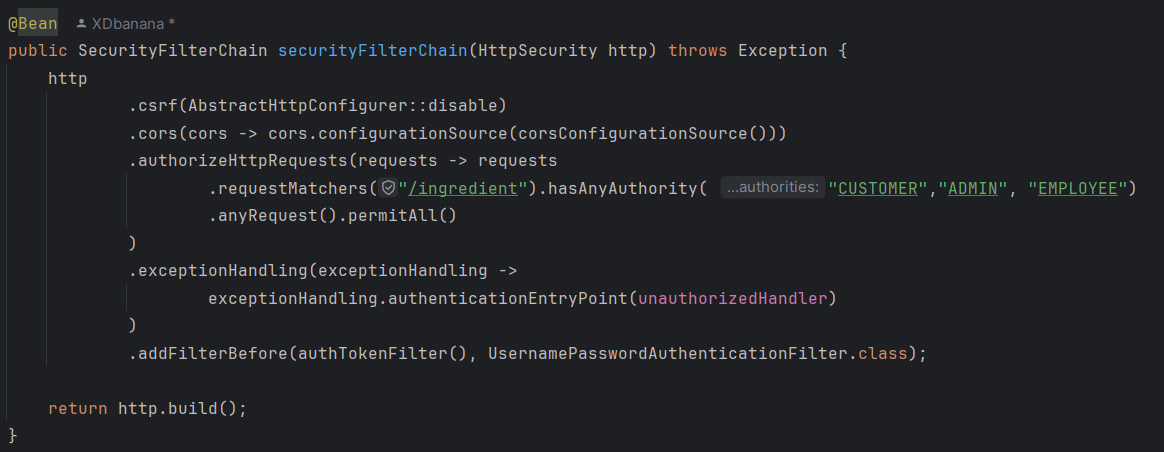 @Bean XDbanana *
public SecurityFilterChain securityFilterChain(HttpSecurity http) throws Exception {
    http
            .csrf(AbstractHttpConfigurer::disable)
            .cors(cors -> cors.configurationSource(corsConfigurationSource()))
            .authorizeHttpRequests(requests -> requests
                    .requestMatchers("/ingredient").hasAnyAuthority( ...authorities: "CUSTOMER","ADMIN", "EMPLOYEE")
                    .anyRequest().permitAll()
            )
            .exceptionHandling(exceptionHandling ->
                    exceptionHandling.authenticationEntryPoint(unauthorizedHandler)
            )
            .addFilterBefore(authTokenFilter(), UsernamePasswordAuthenticationFilter.class);
    return http.build();
}